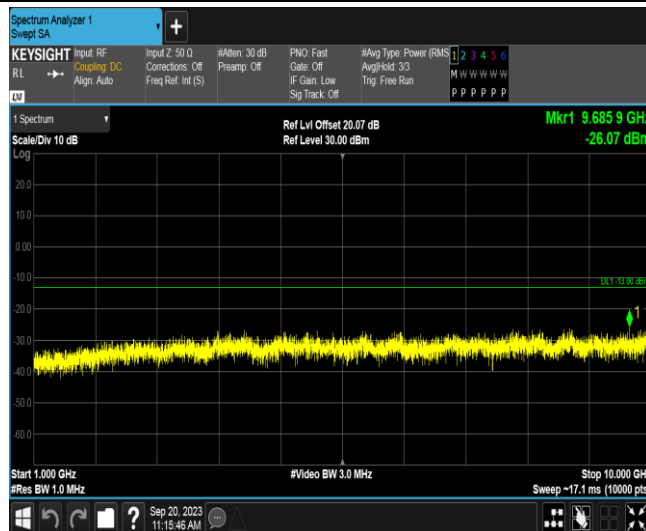 Spectrum Analyzer 1
Swept SA
+
KEYSIGHT
RL
LXI
Input: RF
Coupling: DC
Align: Auto
Input Z: 50 Ω
Corrections: Off
Freq Ref: Int (S)
#Atten: 30 dB
Preamp: Off
PNO: Fast
Gate: Off
IF Gain: Low
Sig Track: Off
#Avg Type: Power (RMS
Avg|Hold: 3/3
Trig: Free Run
1 2 3 4 5 6
M W W W W W
P P P P P P
1 Spectrum
Scale/Div 10 dB
Ref Lvl Offset 20.07 dB
Ref Level 30.00 dBm
Mkr1 9.685 9 GHz
-26.07 dBm
Log
20.0
10.0
0.00
-10.0
DL1 -13.00 dBm
-20.0
1
-30.0
-40.0
-50.0
-60.0
Start 1.000 GHz
#Res BW 1.0 MHz
#Video BW 3.0 MHz
Stop 10.000 GHz
Sweep ~17.1 ms (10000 pts)
?
Sep 20, 2023
11:15:46 AM